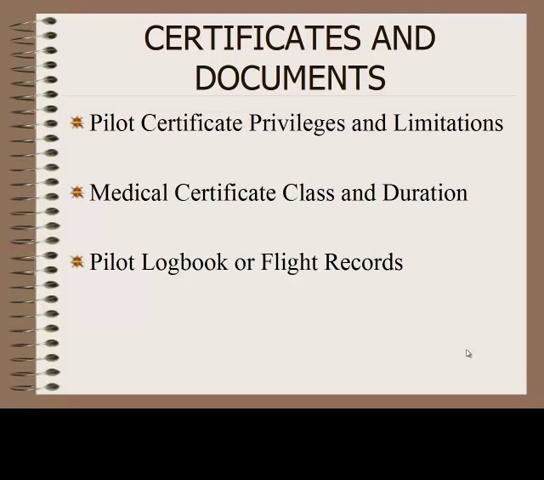 CERTIFICATES AND
DOCUMENTS
Pilot Certificate Privileges and Limitations
Medical Certificate Class and Duration
Pilot Logbook or Flight Records